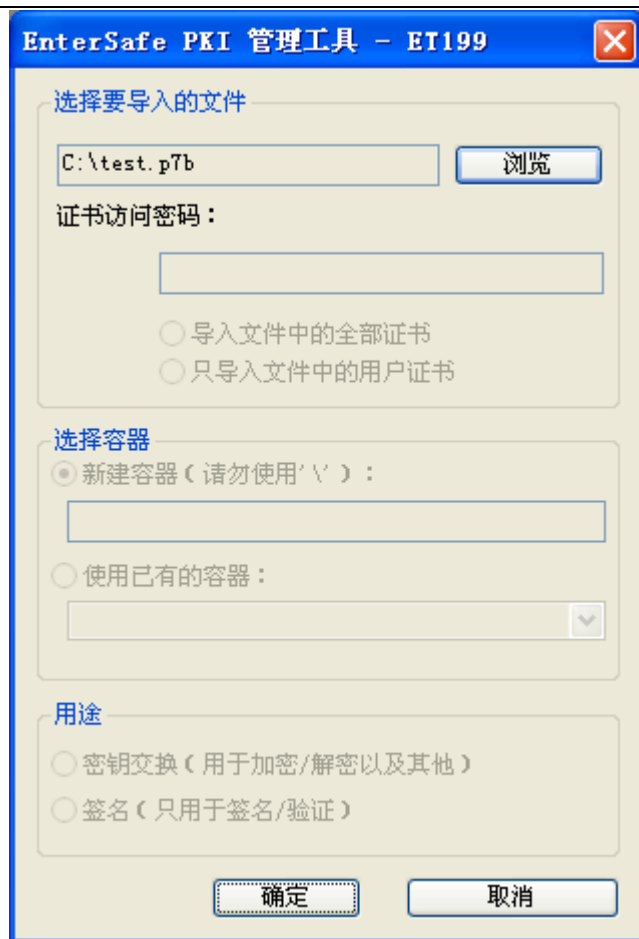 EnterSafe PKI 管理工具 - ET199
选择要导入的文件
C:\test.p7b
浏览
证书访问密码：
导入文件中的全部证书
只导入文件中的用户证书
选择容器
新建容器（请勿使用'\'）：
使用已有的容器：
用途
密钥交换（用于加密/解密以及其他）
签名（只用于签名/验证）
确定
取消